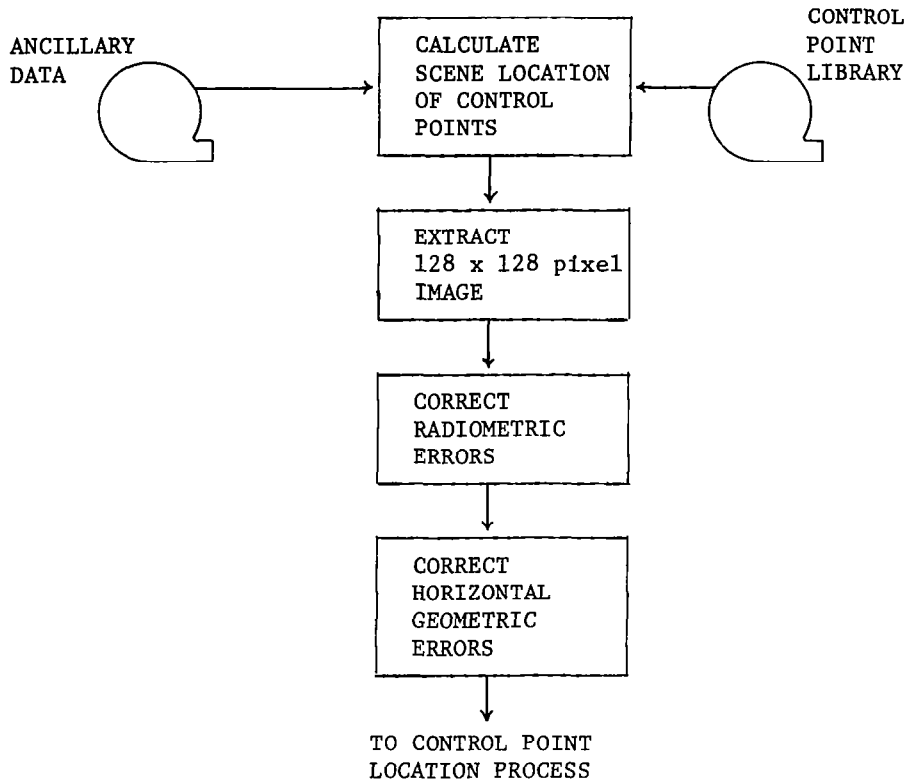 ANCILLARY
DATA
CALCULATE
SCENE LOCATION
OF CONTROL
POINTS
CONTROL
POINT
LIBRARY
EXTRACT
128 x 128 pixel
IMAGE
CORRECT
RADIOMETRIC
ERRORS
CORRECT
HORIZONTAL
GEOMETRIC
ERRORS
TO CONTROL POINT
LOCATION PROCESS